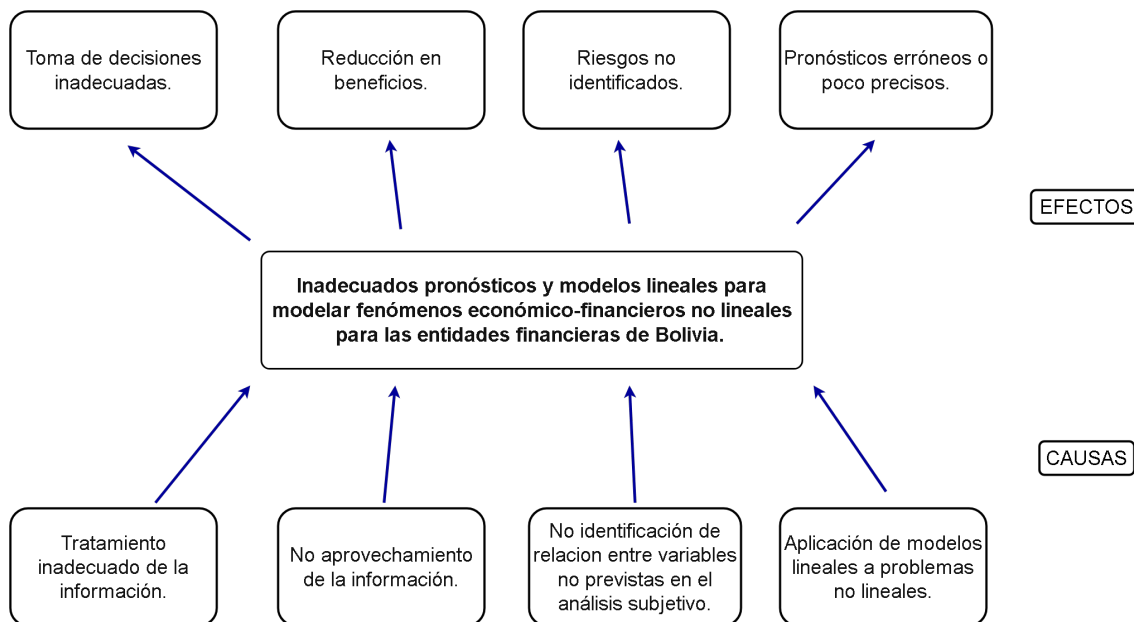 Toma de decisiones
inadecuadas.
Reducción en
beneficios.
Riesgos no
identificados.
Pronósticos erróneos o
poco precisos.
EFECTOS
Inadecuados pronósticos y modelos lineales para
modelar fenómenos económico-financieros no lineales
para las entidades financieras de Bolivia.
CAUSAS
Tratamiento
inadecuado de la
información.
No aprovechamiento
de la información.
No identificación de
relacion entre variables
no previstas en el
análisis subjetivo.
Aplicación de modelos
lineales a problemas
no lineales.